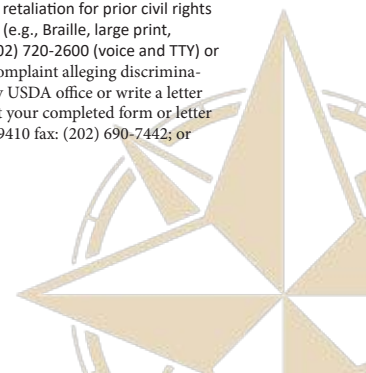 retaliation for prior civil rights
(e.g., Braille, large print,
02) 720-2600 (voice and TTY) or
omplaint alleging discrimina-
USDA office or write a letter
t your completed form or letter
9410 fax: (202) 690-7442; or